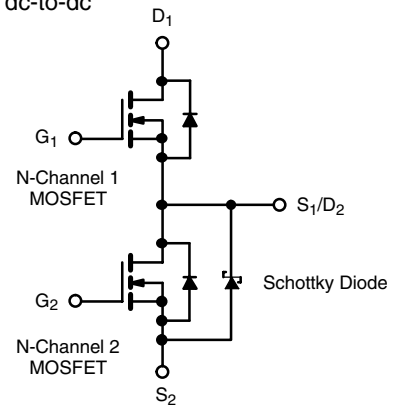 dc-to-dc
D1
G1
N-Channel 1
MOSFET
S1/D2
G2
Schottky Diode
N-Channel 2
MOSFET
S2